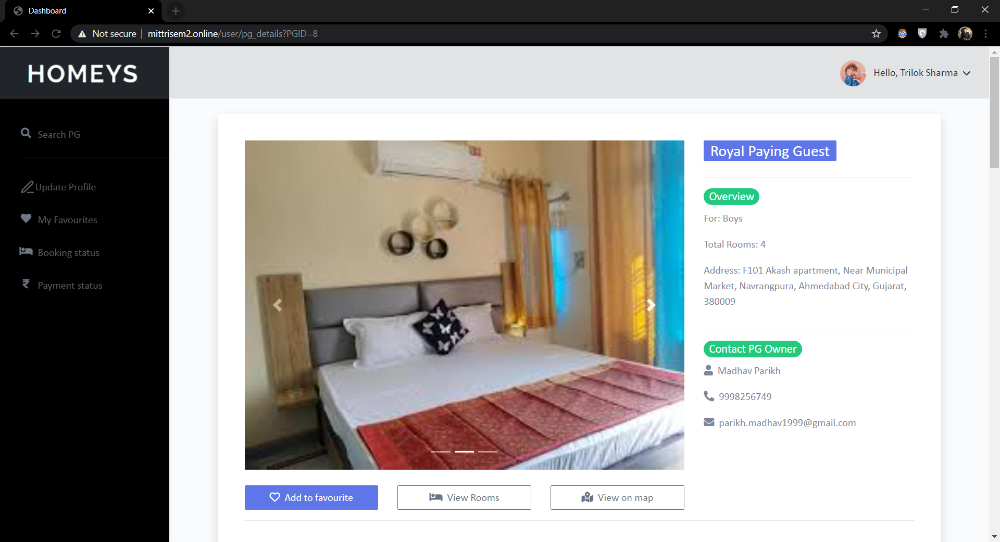 Dashboard
Not secure
mittrisem2.online/user/pg_details?PGID=8
HOMEYS
Hello, Trilok Sharma
Search PG
Update Profile
My Favourites
Booking status
Payment status
Royal Paying Guest
Overview
For: Boys
Total Rooms: 4
Address: F101 Akash apartment, Near Municipal
Market, Navrangpura, Ahmedabad City, Gujarat,
380009
Contact PG Owner
Madhav Parikh
9998256749
parikh.madhav1999@gmail.com
Add to favourite
View Rooms
View on map